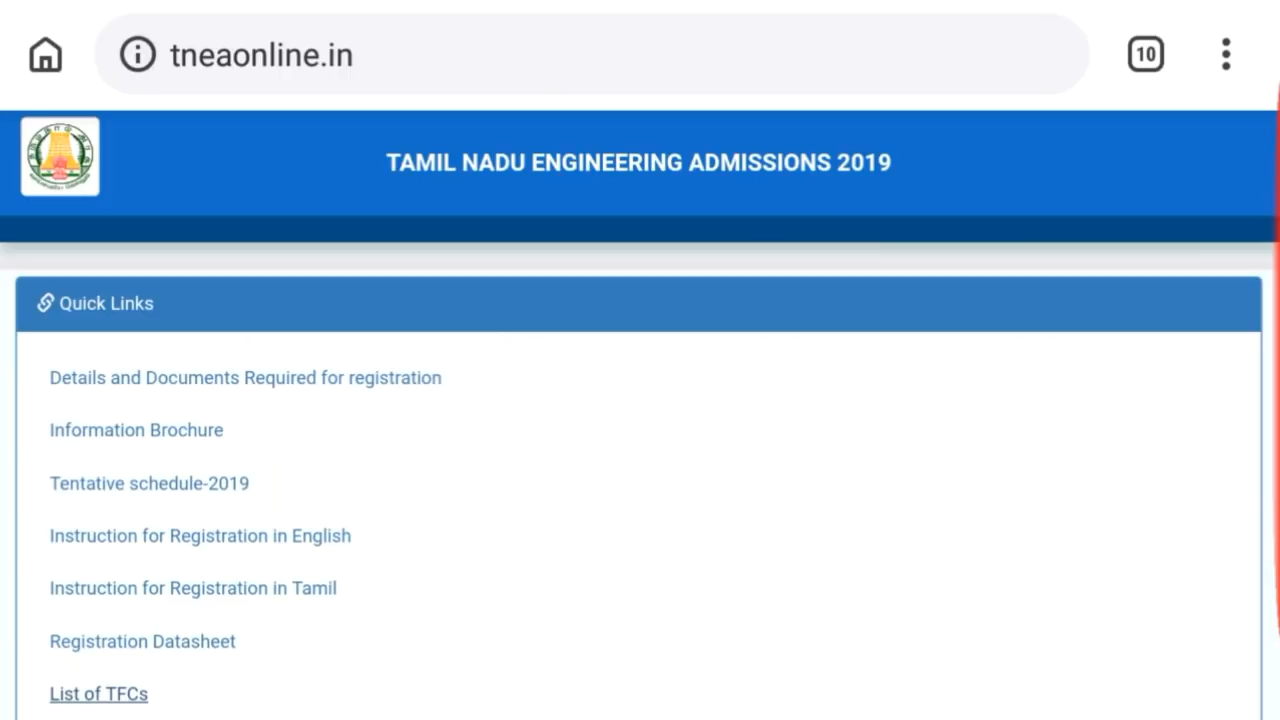 tneaonline.in
10
TAMIL NADU ENGINEERING ADMISSIONS 2019
Quick Links
Details and Documents Required for registration
Information Brochure
Tentative schedule-2019
Instruction for Registration in English
Instruction for Registration in Tamil
Registration Datasheet
List of TFCs